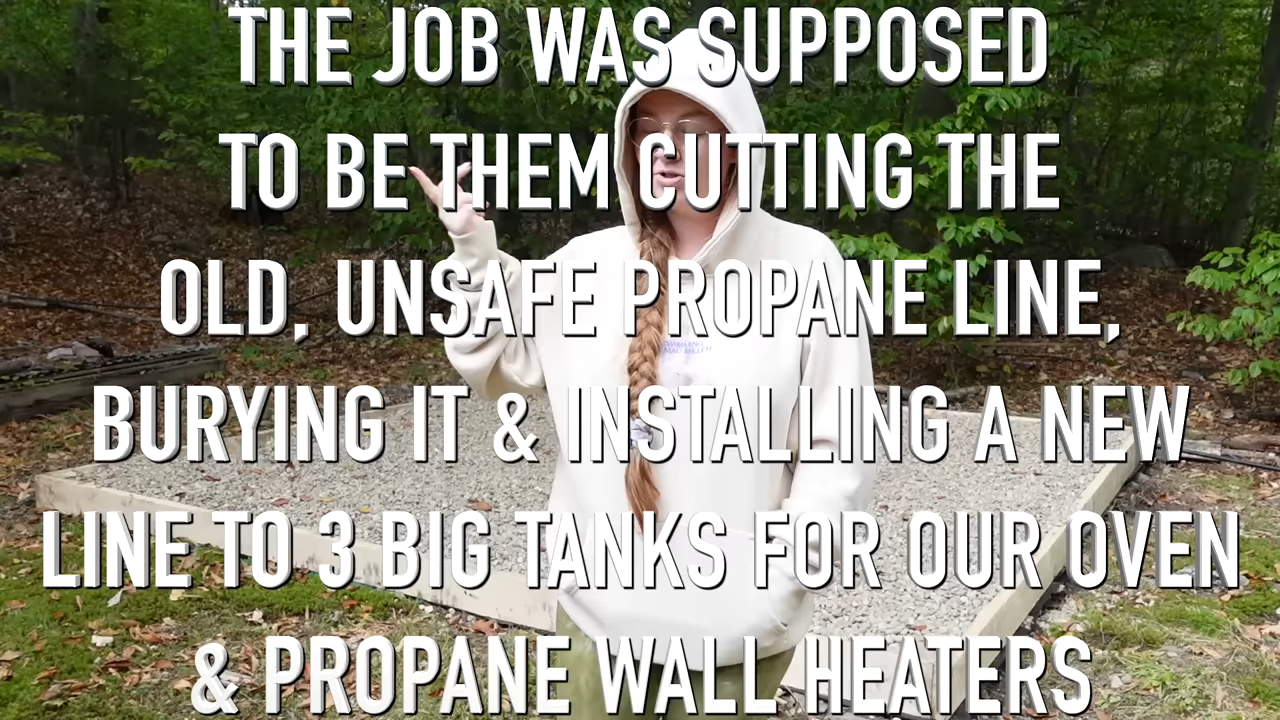 THE JOB WAS SUPPOSED
TO BE THEM CUTTING THE
OLD, UNSAFE PROPANE LINE,
BURYING IT & INSTALLING A NEW
LINE TO 3 BIG TANKS FOR OUR OVEN
& PROPANE WALL HEATERS